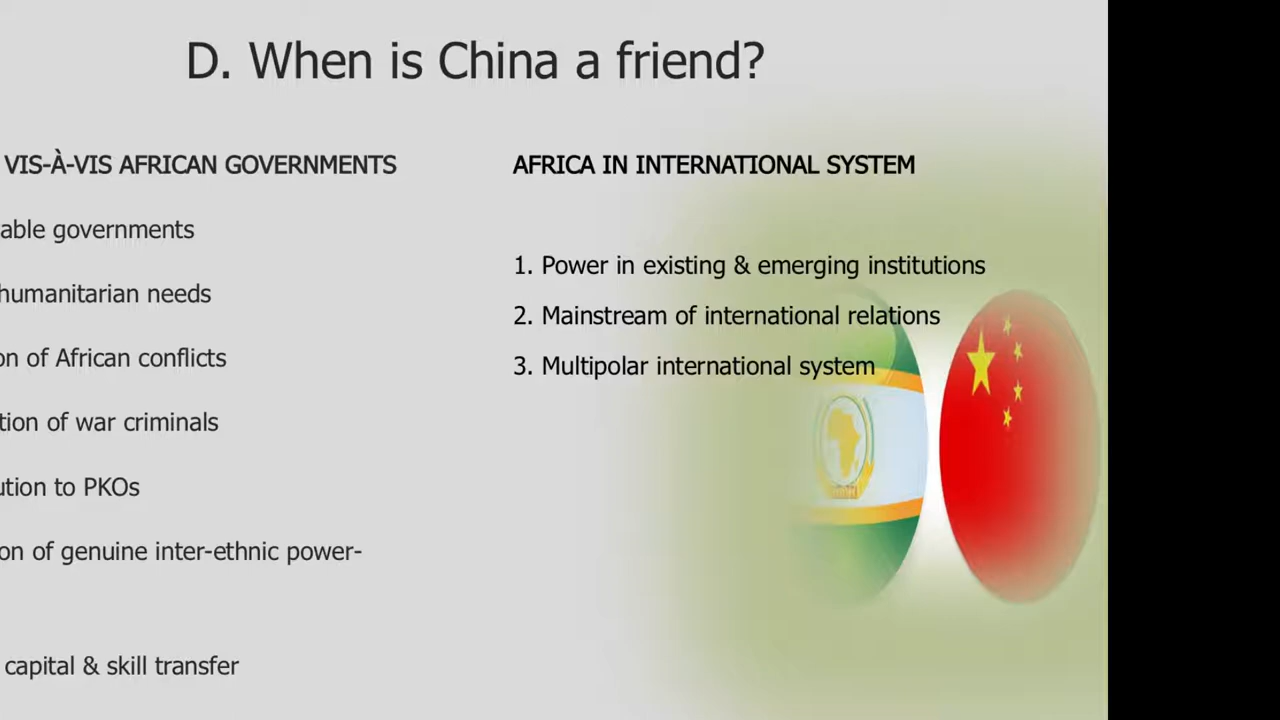 D. When is China a friend?
VIS-À-VIS AFRICAN GOVERNMENTS
able governments
humanitarian needs
on of African conflicts
tion of war criminals
ution to PKOs
on of genuine inter-ethnic power-
capital & skill transfer
AFRICA IN INTERNATIONAL SYSTEM
1. Power in existing & emerging institutions
2. Mainstream of international relations
3. Multipolar international system